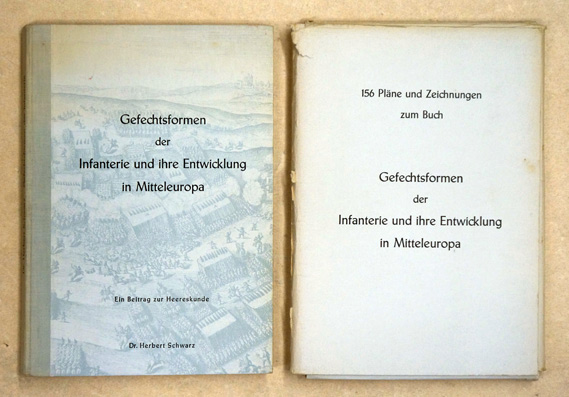 Gefechtsformen
der
Infanterie und ihre Entwicklung
in Mitteleuropa
Ein Beitrag zur Heereskunde
Dr. Herbert Schwarz
156 Pläne und Zeichnungen
zum Buch
Gefechtsformen
der
Infanterie und ihre Entwicklung
in Mitteleuropa